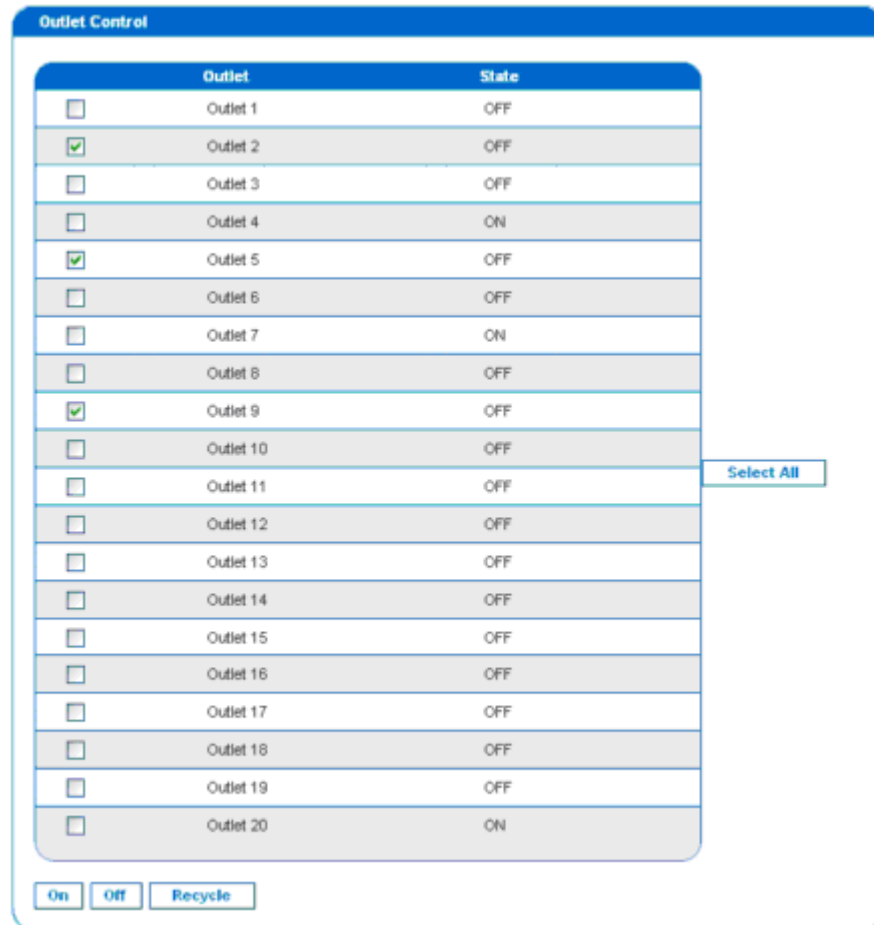 Outlet Control
Outlet State
Outlet 1 OFF
Outlet 2 OFF
Outlet 3 OFF
Outlet 4 ON
Outlet 5 OFF
Outlet 6 OFF
Outlet 7 ON
Outlet 8 OFF
Outlet 9 OFF
Outlet 10 OFF
Select All
Outlet 11 OFF
Outlet 12 OFF
Outlet 13 OFF
Outlet 14 OFF
Outlet 15 OFF
Outlet 16 OFF
Outlet 17 OFF
Outlet 18 OFF
Outlet 19 OFF
Outlet 20 ON
On Off Recycle